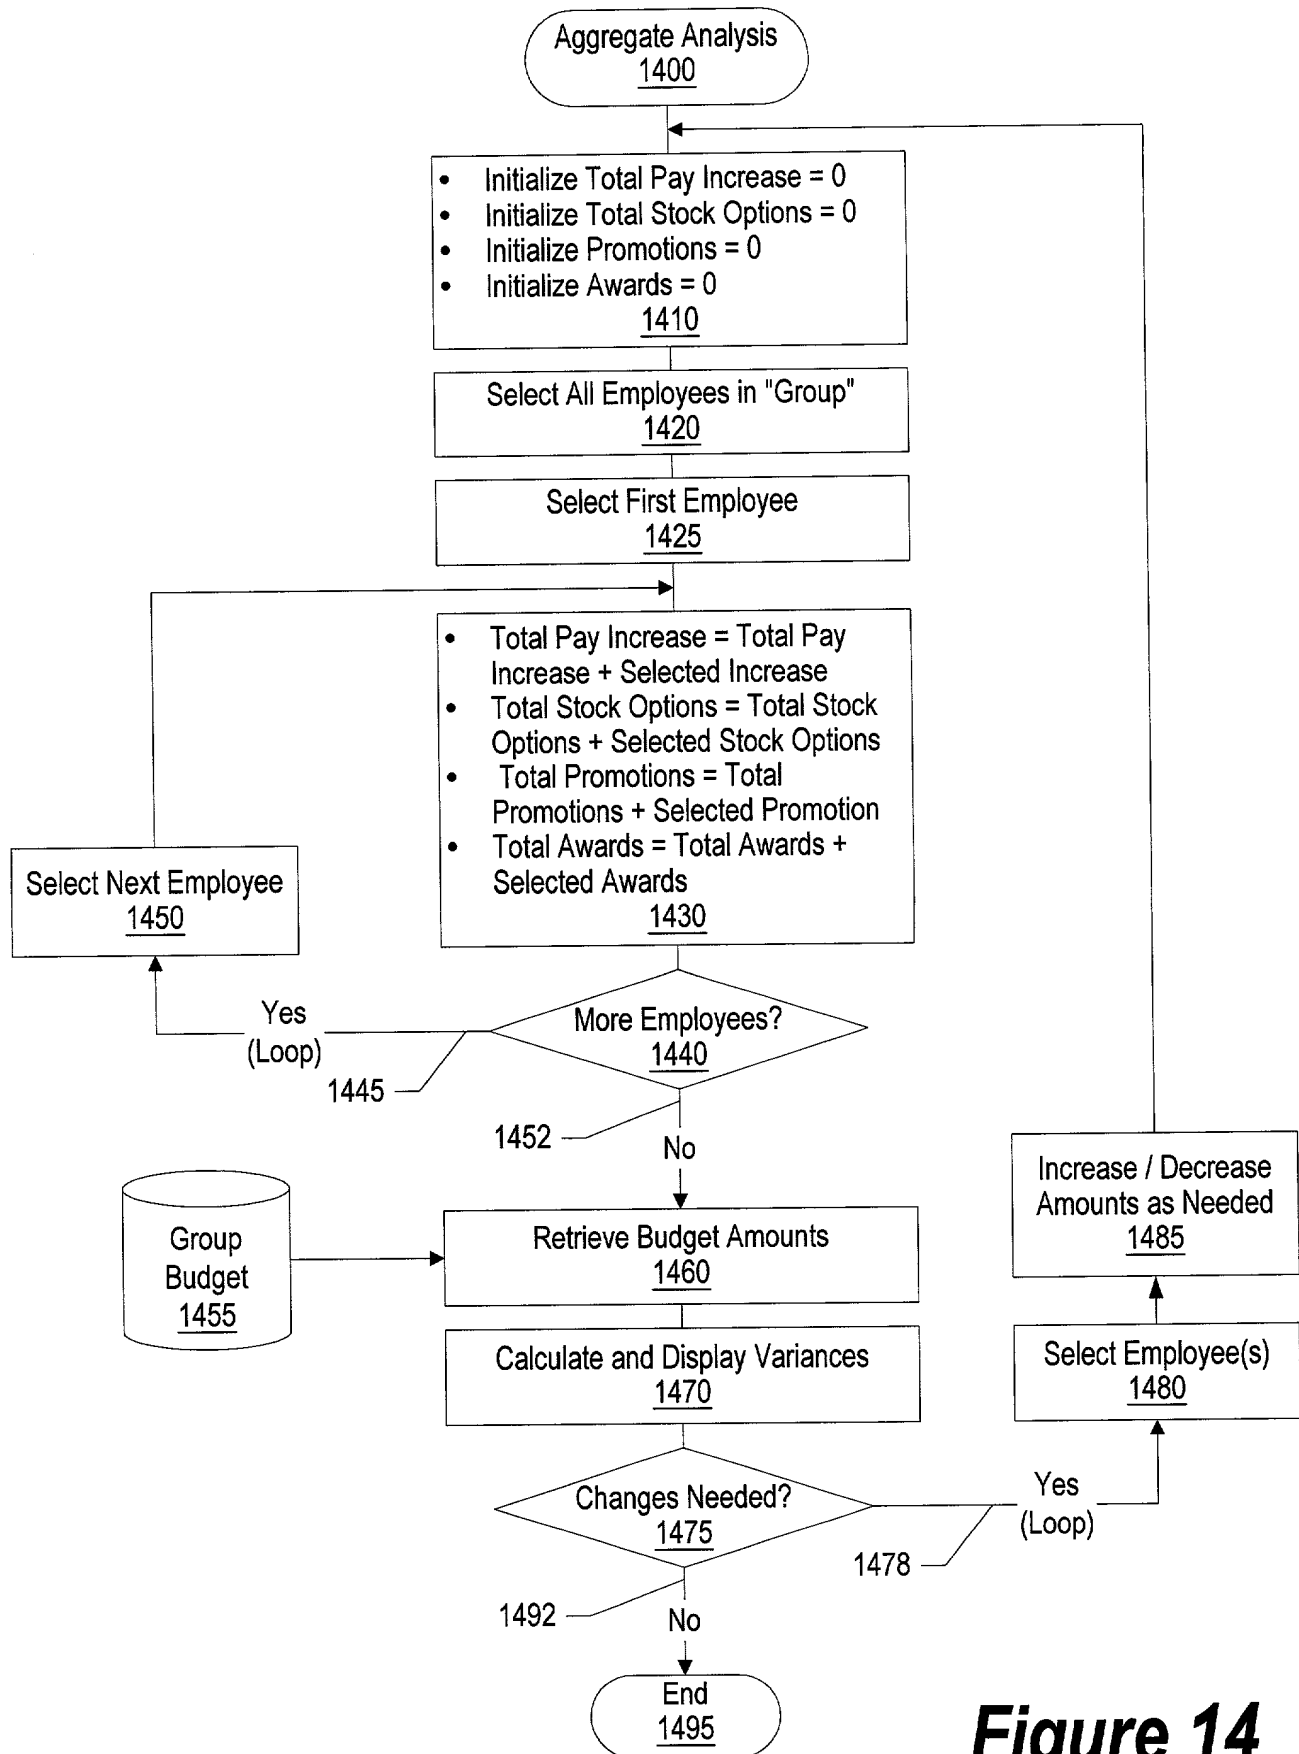 Aggregate Analysis
1400
• Initialize Total Pay Increase = 0
• Initialize Total Stock Options = 0
• Initialize Promotions = 0
• Initialize Awards = 0
1410
Select All Employees in "Group"
1420
Select First Employee
1425
• Total Pay Increase = Total Pay
Increase + Selected Increase
• Total Stock Options = Total Stock
Options + Selected Stock Options
• Total Promotions = Total
Promotions + Selected Promotion
• Total Awards = Total Awards +
Selected Awards
1430
Select Next Employee
1450
More Employees?
1440
Yes
(Loop)
1445
1452
No
Group
Budget
1455
Retrieve Budget Amounts
1460
Calculate and Display Variances
1470
Changes Needed?
1475
Yes
(Loop)
1478
Select Employee(s)
1480
Increase / Decrease
Amounts as Needed
1485
1492
No
End
1495
Figure 14